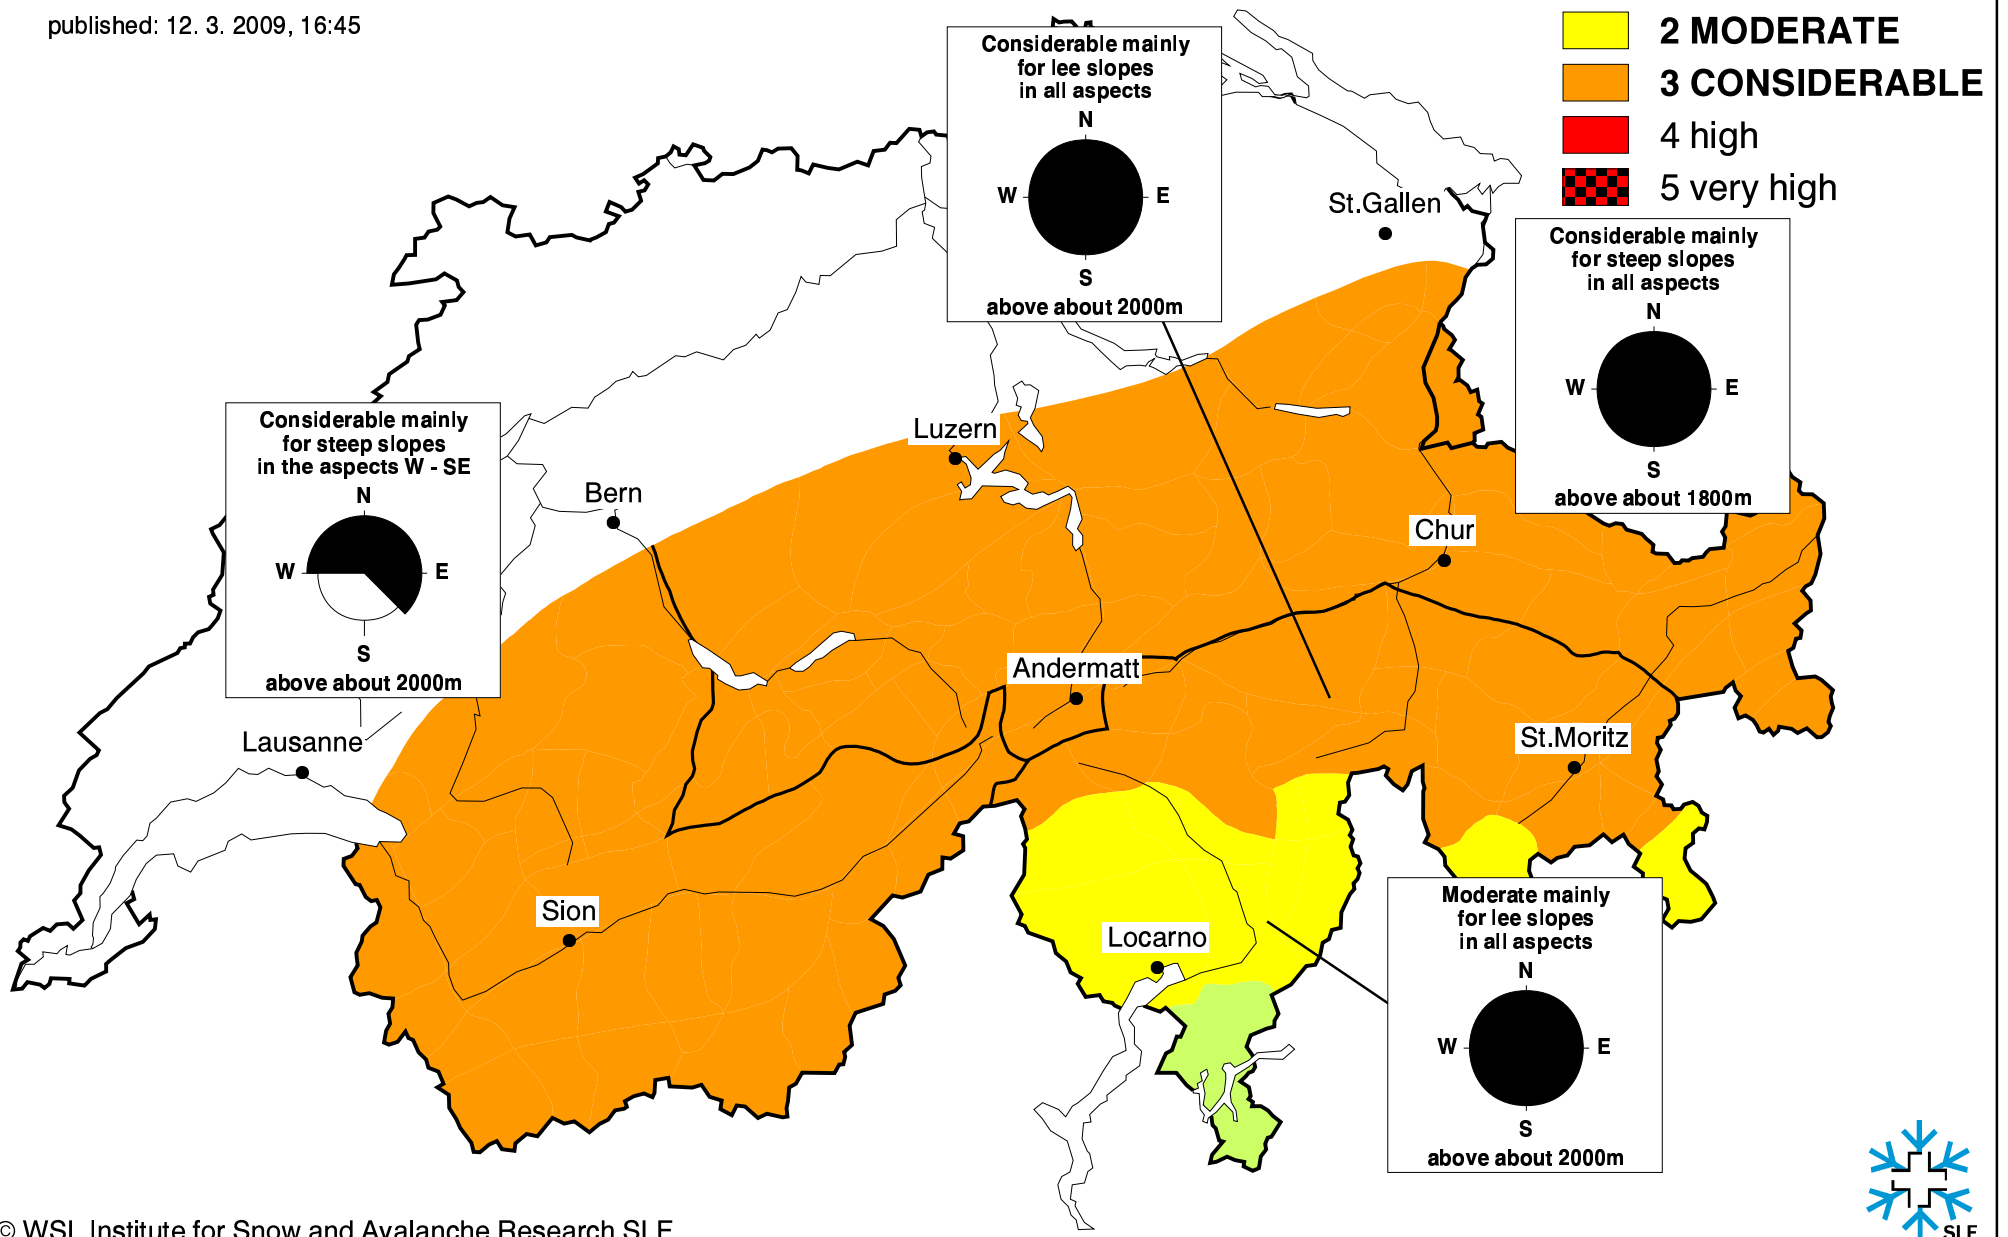 published: 12. 3. 2009, 16:45
2 MODERATE
3 CONSIDERABLE
4 high
5 very high
Considerable mainly
for lee slopes
in all aspects
N
W E
S
above about 2000m
St.Gallen
Considerable mainly
for steep slopes
in all aspects
N
W E
S
above about 1800m
Considerable mainly
for steep slopes
in the aspects W - SE
N
W E
S
above about 2000m
Luzern
Bern
Chur
Andermatt
Lausanne
St.Moritz
Sion
Locarno
Moderate mainly
for lee slopes
in all aspects
N
W E
S
above about 2000m
© WSL Institute for Snow and Avalanche Research SLF
SLF